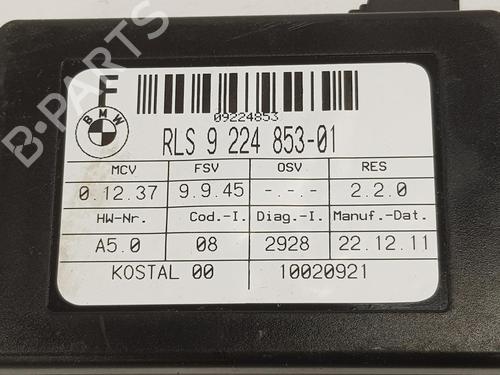 F
BMW
09224853
RLS 9 224 853-01
MCV FSV OSV RES
0.12.37 9.9.45 -.-.- 2.2.0
HW-Nr. Cod.-I. Diag.-I. Manuf.-Dat.
A5.0 08 2928 22.12.11
KOSTAL 00 10020921
B-PARTS